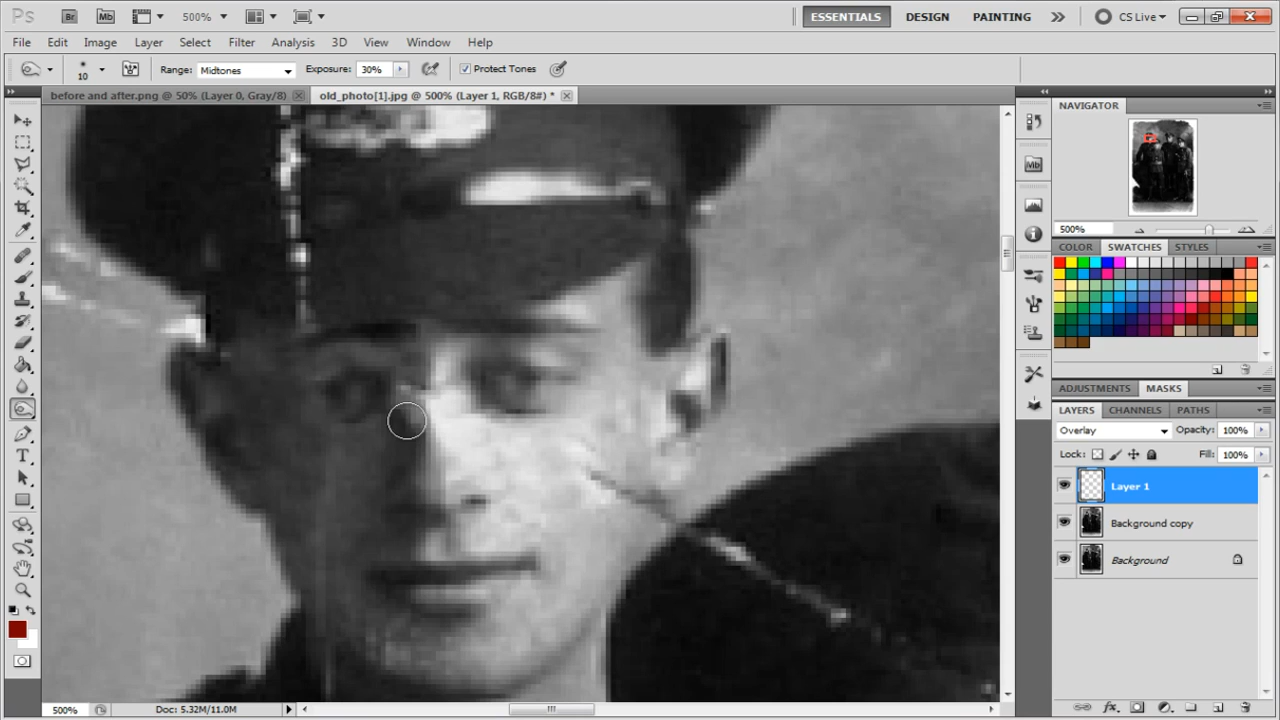 Ps Br Mb 500% ESSENTIALS DESIGN PAINTING CS Live
File Edit Image Layer Select Filter Analysis 3D View Window Help
10 Range: Midtones Exposure: 30% Protect Tones
before and after.png @ 50% (Layer 0, Gray/8) old_photo[1].jpg @ 500% (Layer 1, RGB/8#) *
NAVIGATOR
Mb
500%
COLOR SWATCHES STYLES
ADJUSTMENTS MASKS
LAYERS CHANNELS PATHS
Overlay Opacity: 100%
Lock: Fill: 100%
Layer 1
Background copy
Background
T
500% Doc: 5.32M/11.0M
fx